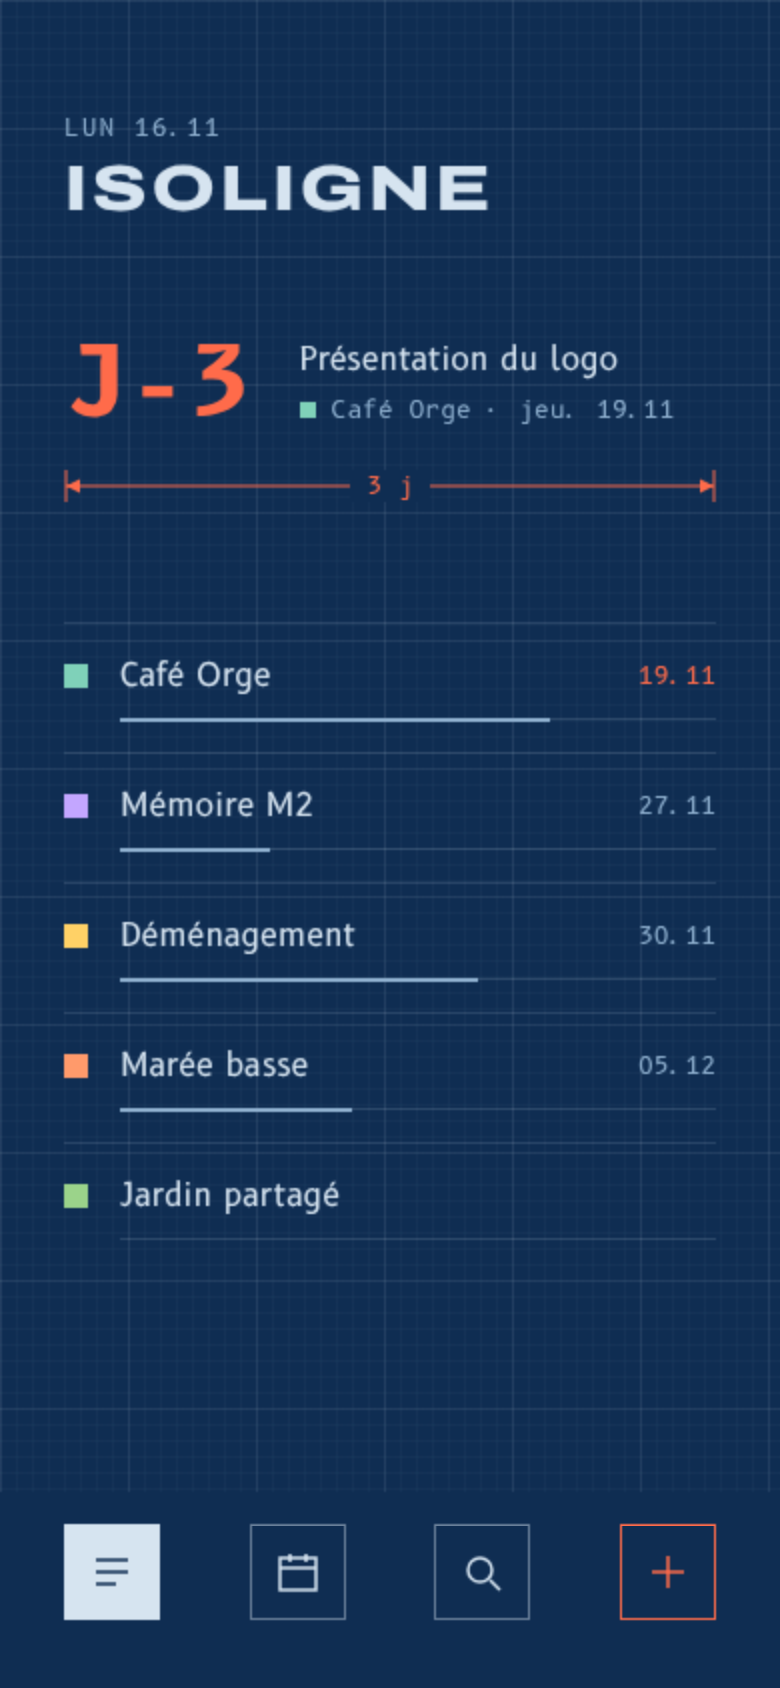 LUN 16.11
ISOLIGNE
J-3
Présentation du logo
Café Orge · jeu. 19.11
3 j
Café Orge 19.11
Mémoire M2 27.11
Déménagement 30.11
Marée basse 05.12
Jardin partagé